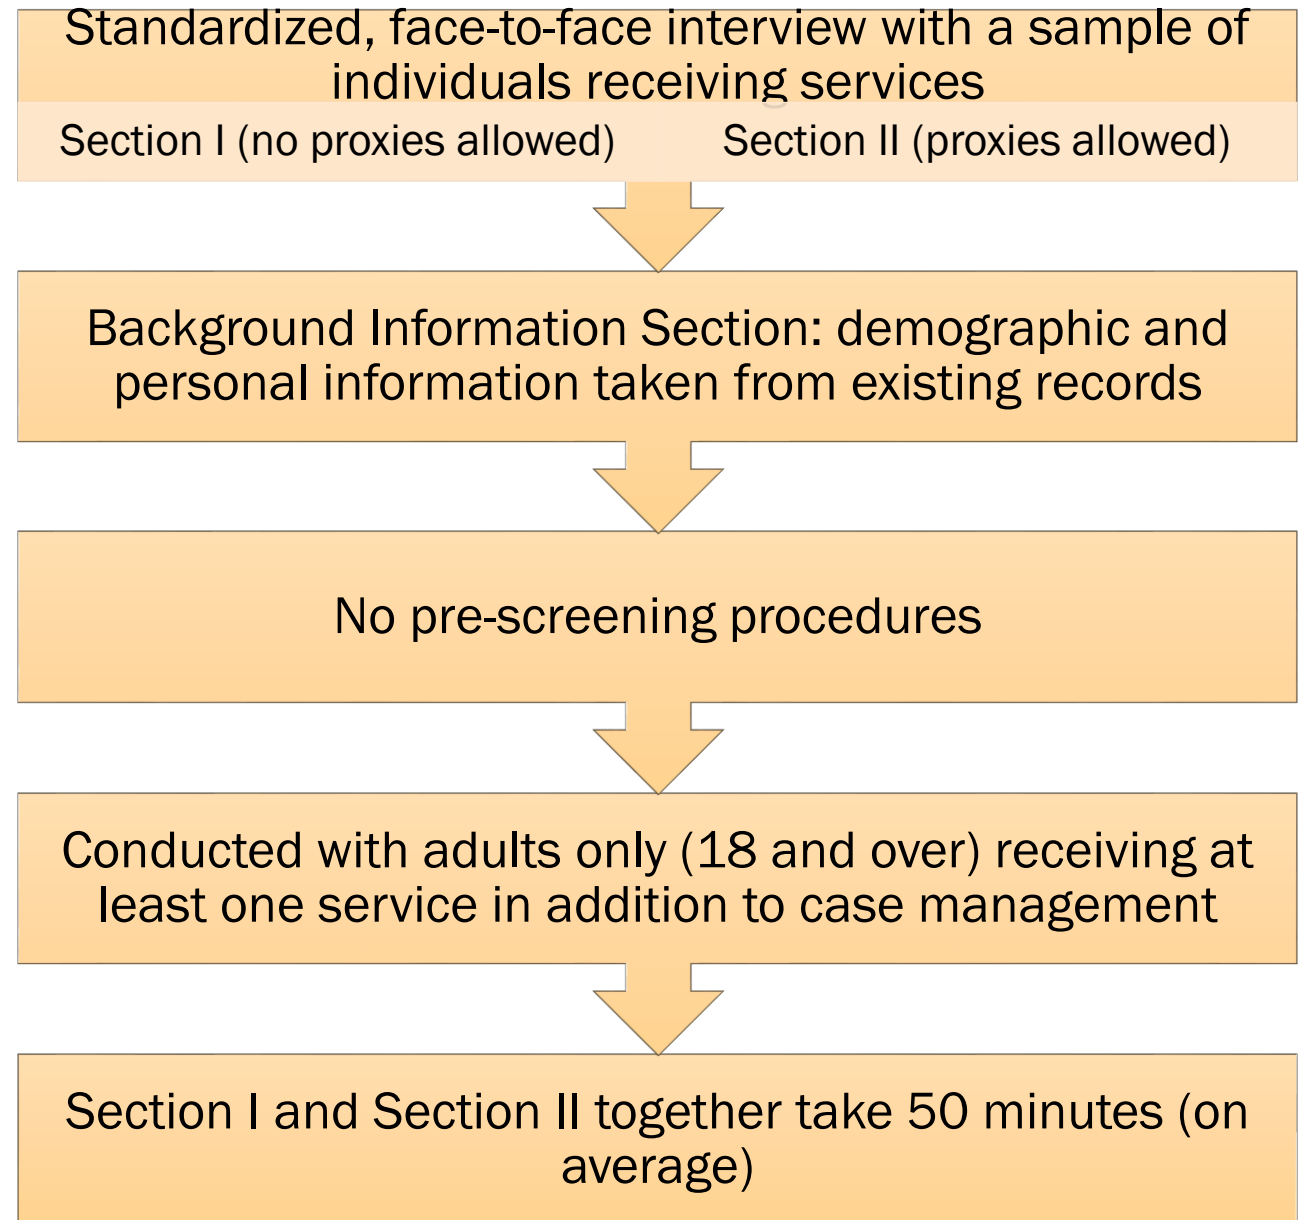 Standardized, face-to-face interview with a sample of
individuals receiving services
Section I (no proxies allowed) Section II (proxies allowed)
Background Information Section: demographic and
personal information taken from existing records
No pre-screening procedures
Conducted with adults only (18 and over) receiving at
least one service in addition to case management
Section I and Section II together take 50 minutes (on
average)